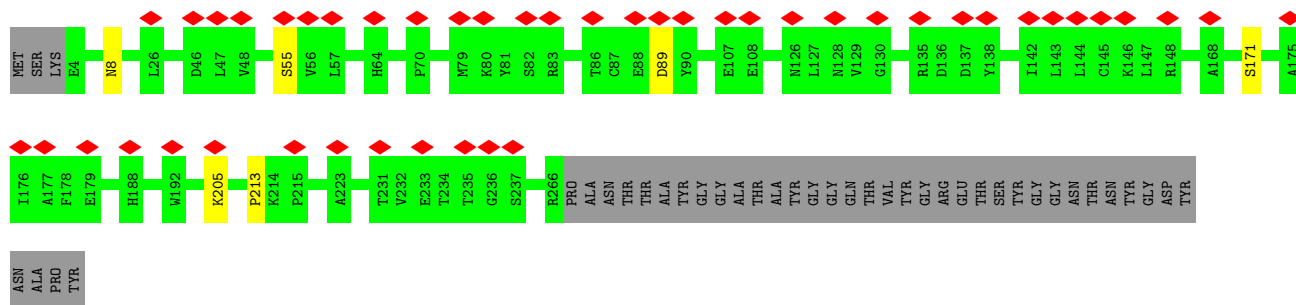 MET SER LYS E4 N8 L26 D46 L47 V48 S55 V56 L57 H64 P70 M79 K80 Y81 S82 R83 T86 C87 E88 D89 Y90 E107 E108 N126 L127 N128 V129 G130 R135 D136 D137 Y138 I142 L143 L144 C145 K146 L147 R148 A168 S171 A175
I176 A177 F178 E179 H188 W192 K205 P213 K214 P215 A223 T231 V232 E233 T234 T235 G236 S237 R266 PRO ALA ASN THR THR ALA TYR GLY GLY ALA THR ALA TYR GLY GLY GLN THR VAL TYR GLY ARG GLU THR SER TYR GLY GLY ASN THR ASN TYR GLY ASP TYR
ASN ALA PRO TYR